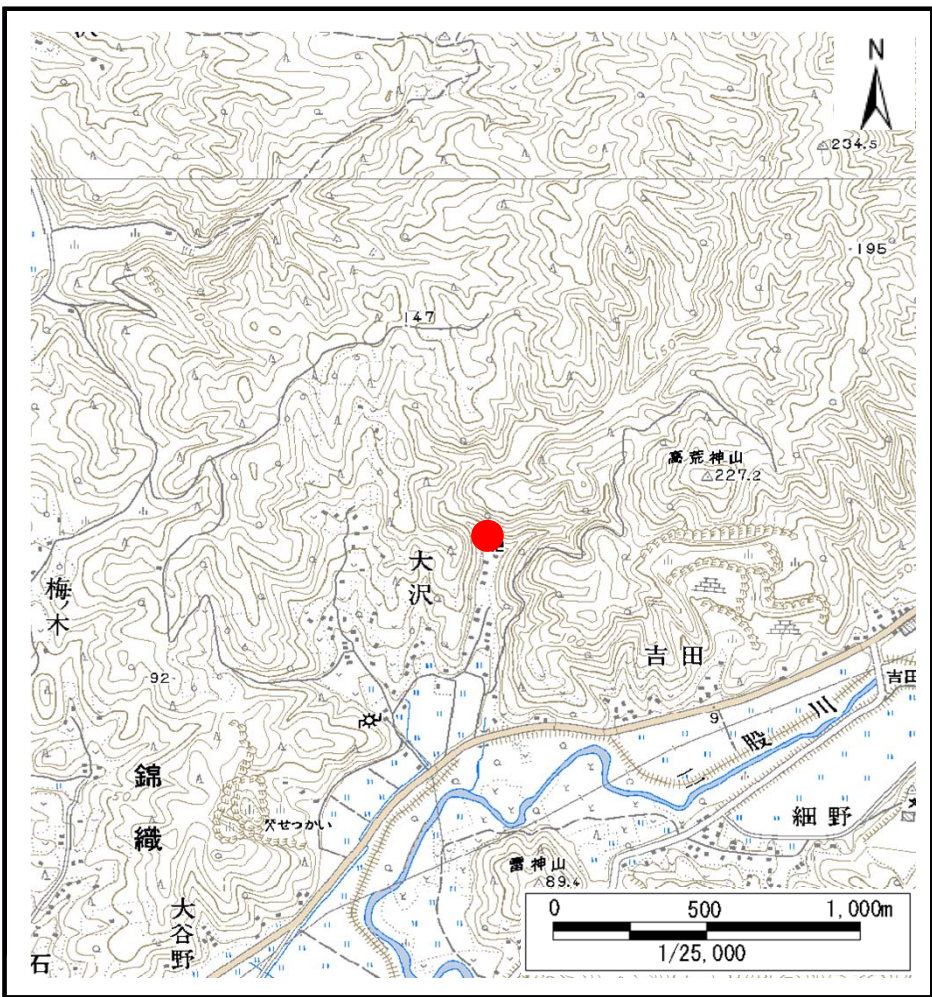 N
234.5
195
147
150
高荒神山
227.2
大沢
梅ノ木
吉田
92
吉田
9
二股川
錦織
せっかい
細野
雷神山
89.4
大谷野
石
0 500 1,000m
1/25,000